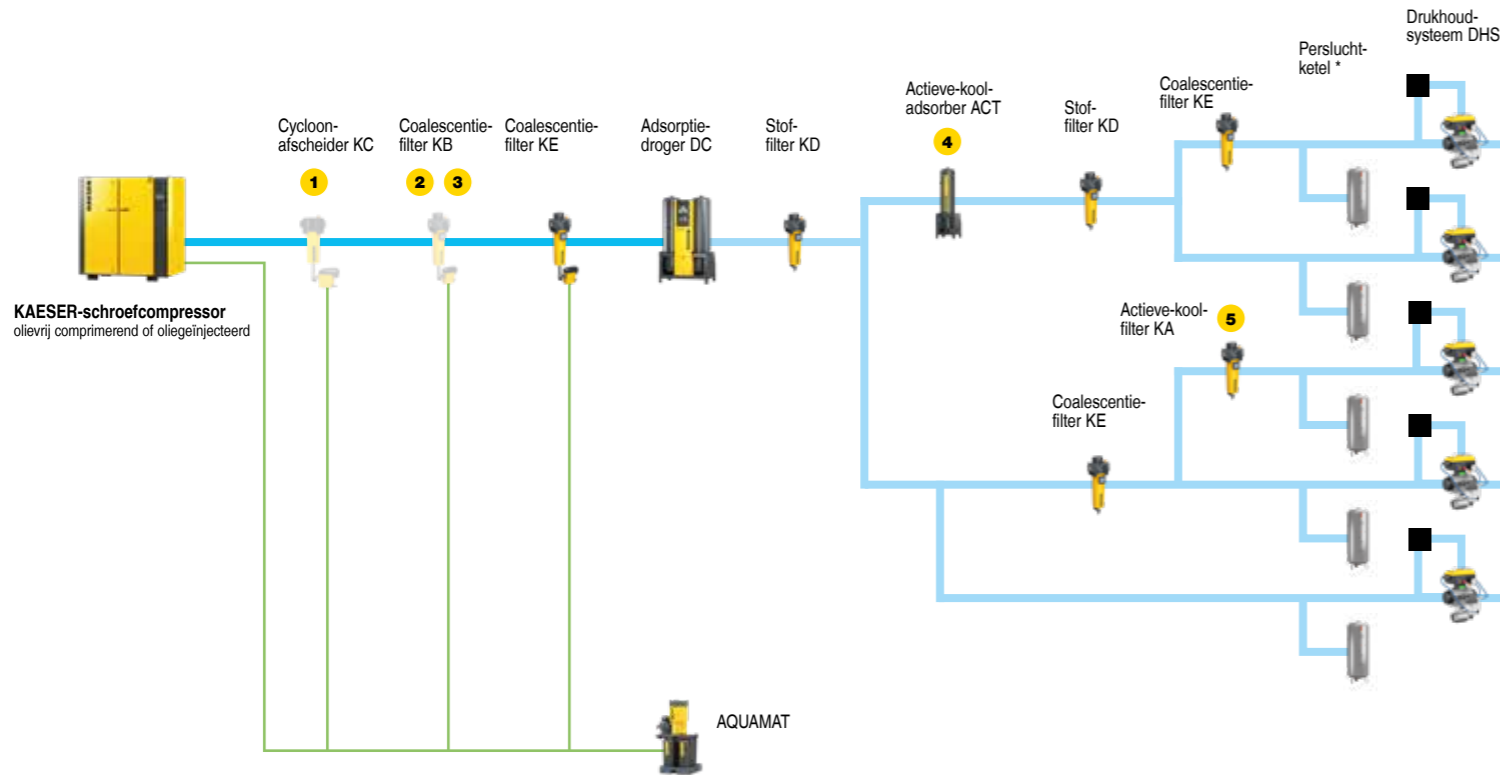 Drukhoud-
systeem DHS
Perslucht-
ketel *
Coalescentie-
filter KE
Actieve-kool-
adsorber ACT
Stof-
filter KD
4
Cycloon-
afscheider KC
Coalescentie-
filter KB
Coalescentie-
filter KE
Adsorptie-
droger DC
Stof-
filter KD
1
2
3
KAESER-schroefcompressor
olievrij comprimerend of oliegeïnjecteerd
Actieve-kool-
filter KA
5
Coalescentie-
filter KE
AQUAMAT